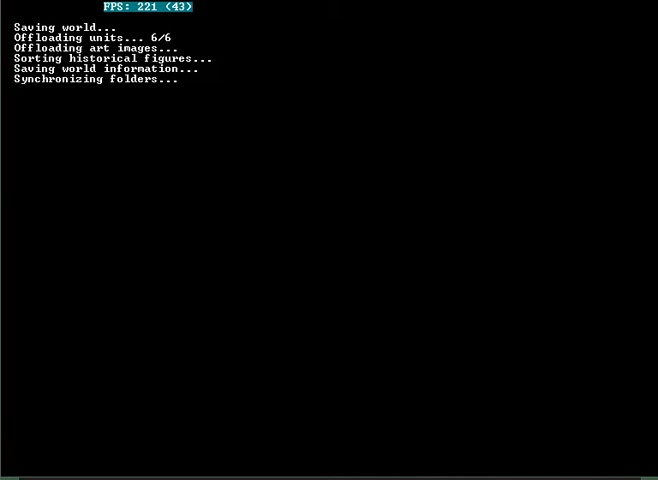 FPS: 221 (43)
Saving world...
Offloading units... 6/6
Offloading art images...
Sorting historical figures...
Saving world information...
Synchronizing folders...